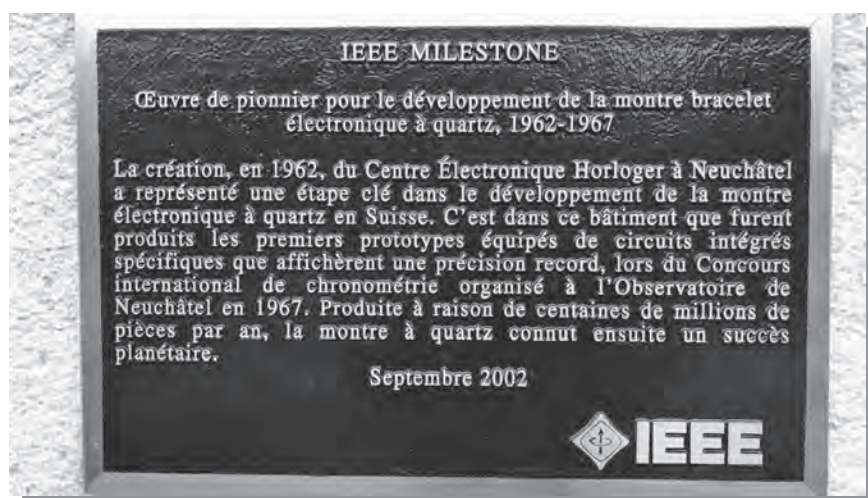 IEEE MILESTONE
Œuvre de pionnier pour le développement de la montre bracelet
électronique à quartz, 1962-1967
La création, en 1962, du Centre Électronique Horloger à Neuchâtel
a représenté une étape clé dans le développement de la montre
électronique à quartz en Suisse. C’est dans ce bâtiment que furent
produits les premiers prototypes équipés de circuits intégrés
spécifiques que affichèrent une précision record, lors du Concours
international de chronométrie organisé à l’Observatoire de
Neuchâtel en 1967. Produite à raison de centaines de millions de
pièces par an, la montre à quartz connut ensuite un succès
planétaire.
Septembre 2002
IEEE